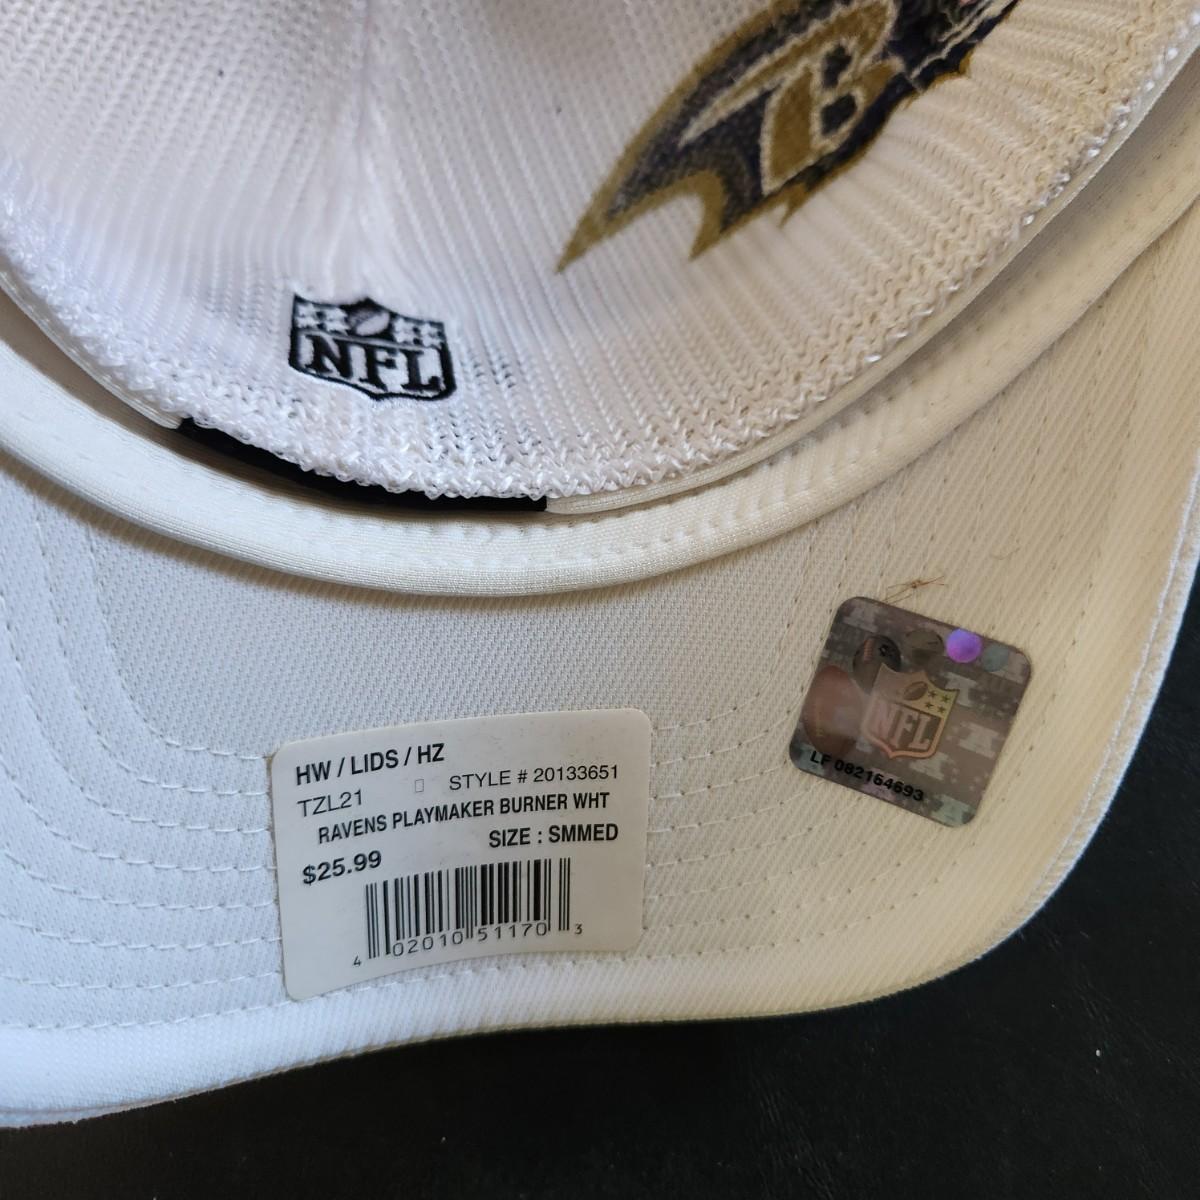 B
NFL
NFL
LF 082164693
HW / LIDS / HZ
TZL21 STYLE # 20133651
RAVENS PLAYMAKER BURNER WHT
SIZE : SMMED
$25.99
4 02010 51170 3